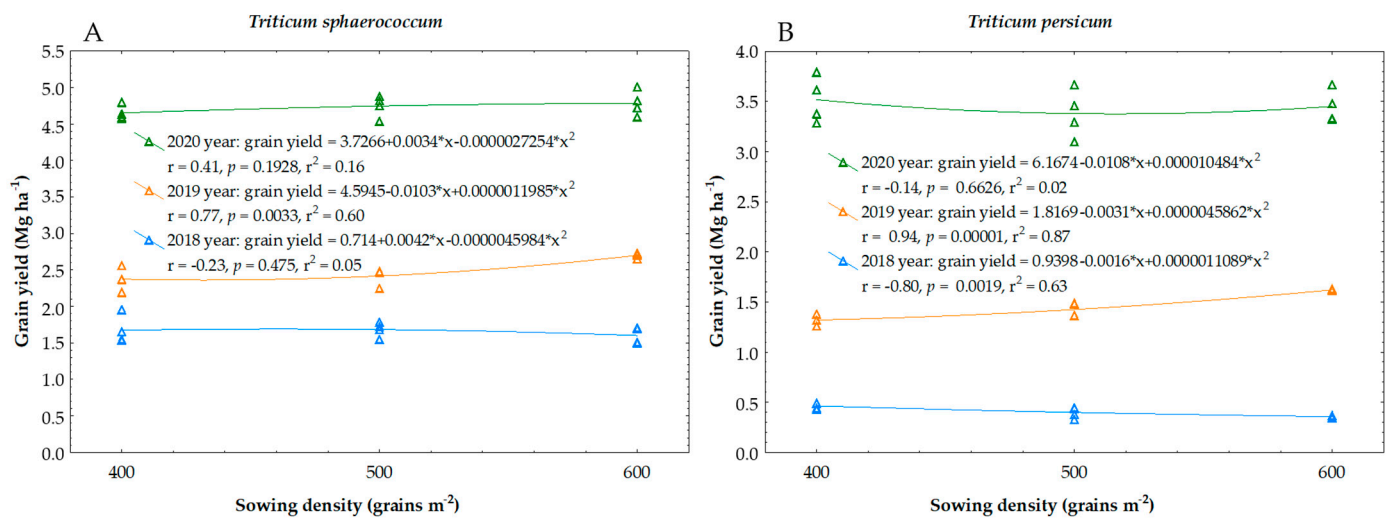 A
Triticum sphaerococcum
Grain yield (Mg ha-1)
5.5
5.0
4.5
4.0
3.5
3.0
2.5
2.0
1.5
1.0
0.5
0.0
2020 year: grain yield = 3.7266+0.0034*x-0.0000027254*x2
r = 0.41, p = 0.1928, r2 = 0.16
2019 year: grain yield = 4.5945-0.0103*x+0.0000011985*x2
r = 0.77, p = 0.0033, r2 = 0.60
2018 year: grain yield = 0.714+0.0042*x-0.0000045984*x2
r = -0.23, p = 0.475, r2 = 0.05
400 500 600
Sowing density (grains m-2)
B
Triticum persicum
Grain yield (Mg ha-1)
4.0
3.5
3.0
2.5
2.0
1.5
1.0
0.5
0.0
2020 year: grain yield = 6.1674-0.0108*x+0.000010484*x2
r = -0.14, p = 0.6626, r2 = 0.02
2019 year: grain yield = 1.8169-0.0031*x+0.0000045862*x2
r = 0.94, p = 0.00001, r2 = 0.87
2018 year: grain yield = 0.9398-0.0016*x+0.0000011089*x2
r = -0.80, p = 0.0019, r2 = 0.63
400 500 600
Sowing density (grains m-2)